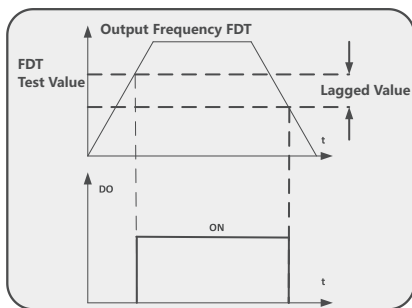 Output Frequency FDT
FDT
Test Value
Lagged Value
t
DO
ON
t